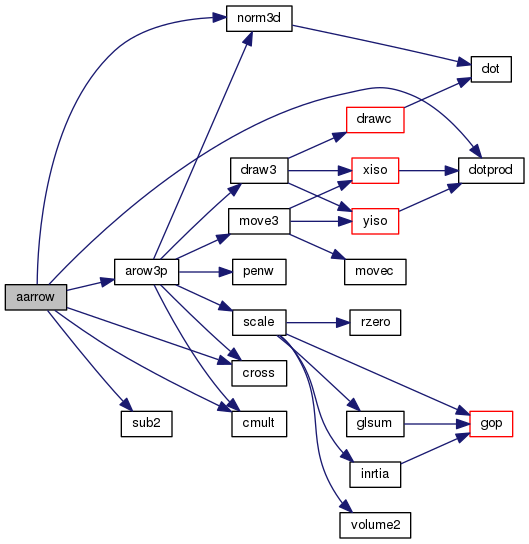 norm3d
dot
drawc
draw3
xiso
dotprod
move3
yiso
arow3p
penw
movec
aarrow
scale
rzero
cross
sub2
cmult
glsum
gop
inrtia
volume2